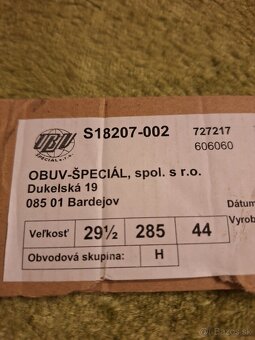 OBUV
ŠPECIÁL s.r.o.
S18207-002
727217
606060
OBUV-ŠPECIÁL, spol. s r.o.
Dukelská 19
085 01 Bardejov
Dátum
Výrob
Veľkosť 29½ 285 44
Obvodová skupina: H